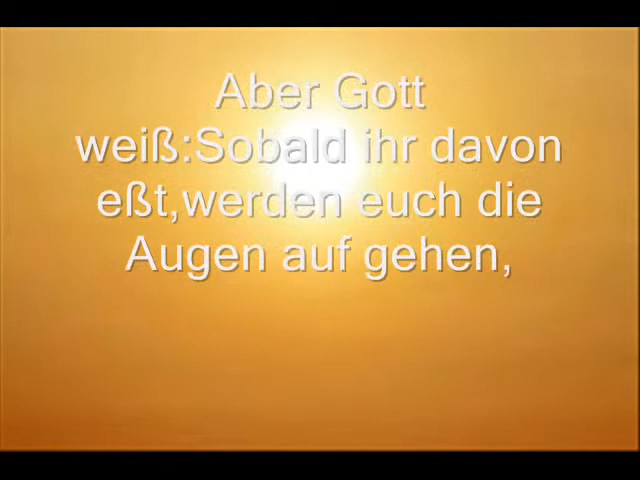 Aber Gott
weiß:Sobald ihr davon
eßt,werden euch die
Augen auf gehen,